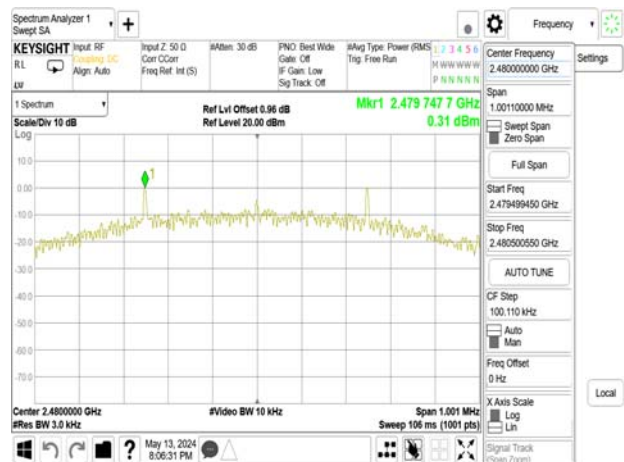 Spectrum Analyzer 1
Swept SA
+
Frequency
KEYSIGHT
RL
Input: RF
Coupling: DC
Align: Auto
Input Z: 50 Ω
Corr CCorr
Freq Ref: Int (S)
#Atten: 30 dB
PNO: Best Wide
Gate: Off
IF Gain: Low
Sig Track: Off
#Avg Type: Power (RMS
Trig: Free Run
1 2 3 4 5 6
M W W W W W
P N N N N N
Center Frequency
2.480000000 GHz
Settings
Span
1.00110000 MHz
Swept Span
Zero Span
Full Span
Start Freq
2.479499450 GHz
Stop Freq
2.480500550 GHz
AUTO TUNE
CF Step
100.110 kHz
Auto
Man
Freq Offset
0 Hz
X Axis Scale
Log
Lin
Local
Signal Track
(Span Zoom)
1 Spectrum
Scale/Div 10 dB
Log
Ref Lvl Offset 0.96 dB
Ref Level 20.00 dBm
Mkr1 2.479 747 7 GHz
0.31 dBm
1
10.0
0.00
-10.0
-20.0
-30.0
-40.0
-50.0
-60.0
-70.0
Center 2.4800000 GHz
#Res BW 3.0 kHz
#Video BW 10 kHz
Span 1.001 MHz
Sweep 106 ms (1001 pts)
?
May 13, 2024
8:06:31 PM